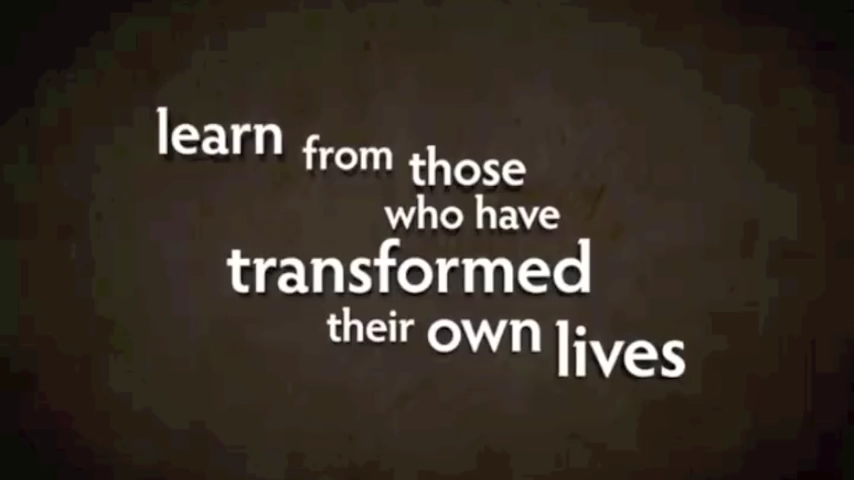 learn from those
who have
transformed
their own lives